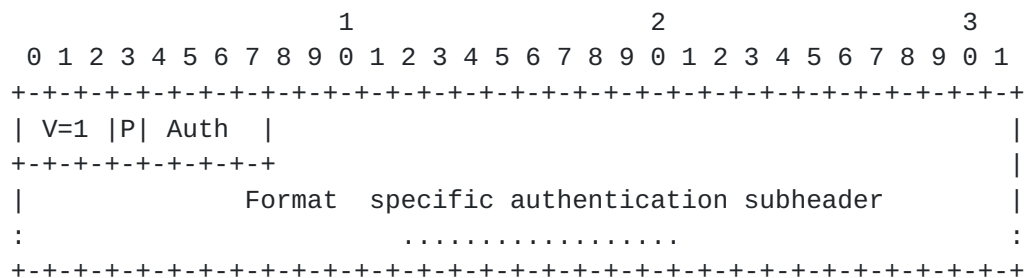 1                   2                   3
 0 1 2 3 4 5 6 7 8 9 0 1 2 3 4 5 6 7 8 9 0 1 2 3 4 5 6 7 8 9 0 1
+-+-+-+-+-+-+-+-+-+-+-+-+-+-+-+-+-+-+-+-+-+-+-+-+-+-+-+-+-+-+-+-+
| V=1 |P| Auth  |                                               |
+-+-+-+-+-+-+-+-+                                               |
|              Format  specific authentication subheader        |
:                        ..................                     :
+-+-+-+-+-+-+-+-+-+-+-+-+-+-+-+-+-+-+-+-+-+-+-+-+-+-+-+-+-+-+-+-+